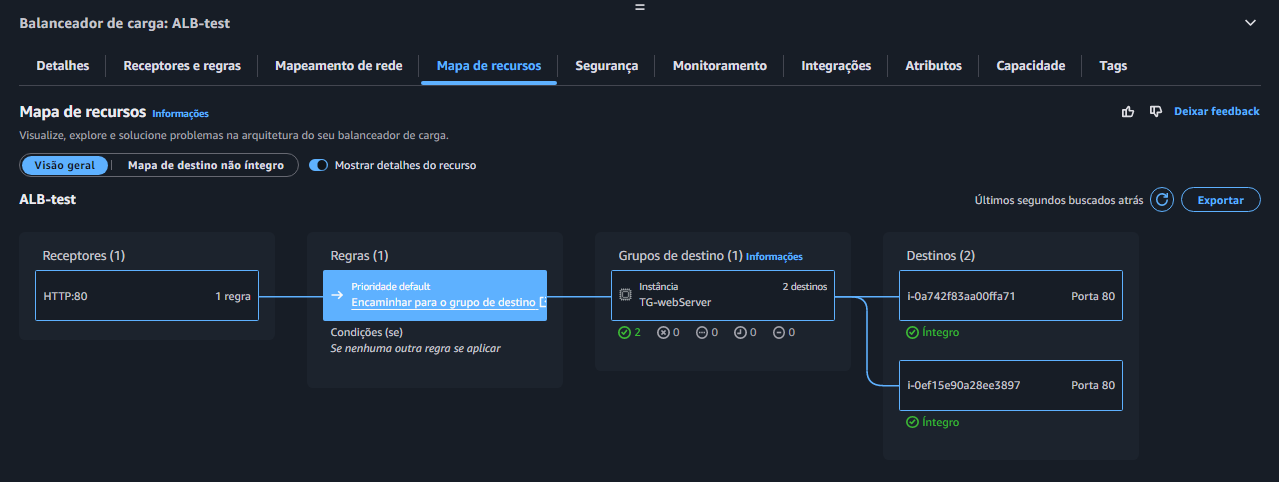 Balanceador de carga: ALB-test
Detalhes
Receptores e regras
Mapeamento de rede
Mapa de recursos
Segurança
Monitoramento
Integrações
Atributos
Capacidade
Tags
Mapa de recursos Informações
Deixar feedback
Visualize, explore e solucione problemas na arquitetura do seu balanceador de carga.
Visão geral
Mapa de destino não íntegro
Mostrar detalhes do recurso
ALB-test
Últimos segundos buscados atrás
Exportar
Receptores (1)
HTTP:80
1 regra
Regras (1)
Prioridade default
Encaminhar para o grupo de destino
Condições (se)
Se nenhuma outra regra se aplicar
Grupos de destino (1) Informações
Instância
2 destinos
TG-webServer
2
0
0
0
0
Destinos (2)
i-0a742f83aa00ffa71
Porta 80
Íntegro
i-0ef15e90a28ee3897
Porta 80
Íntegro